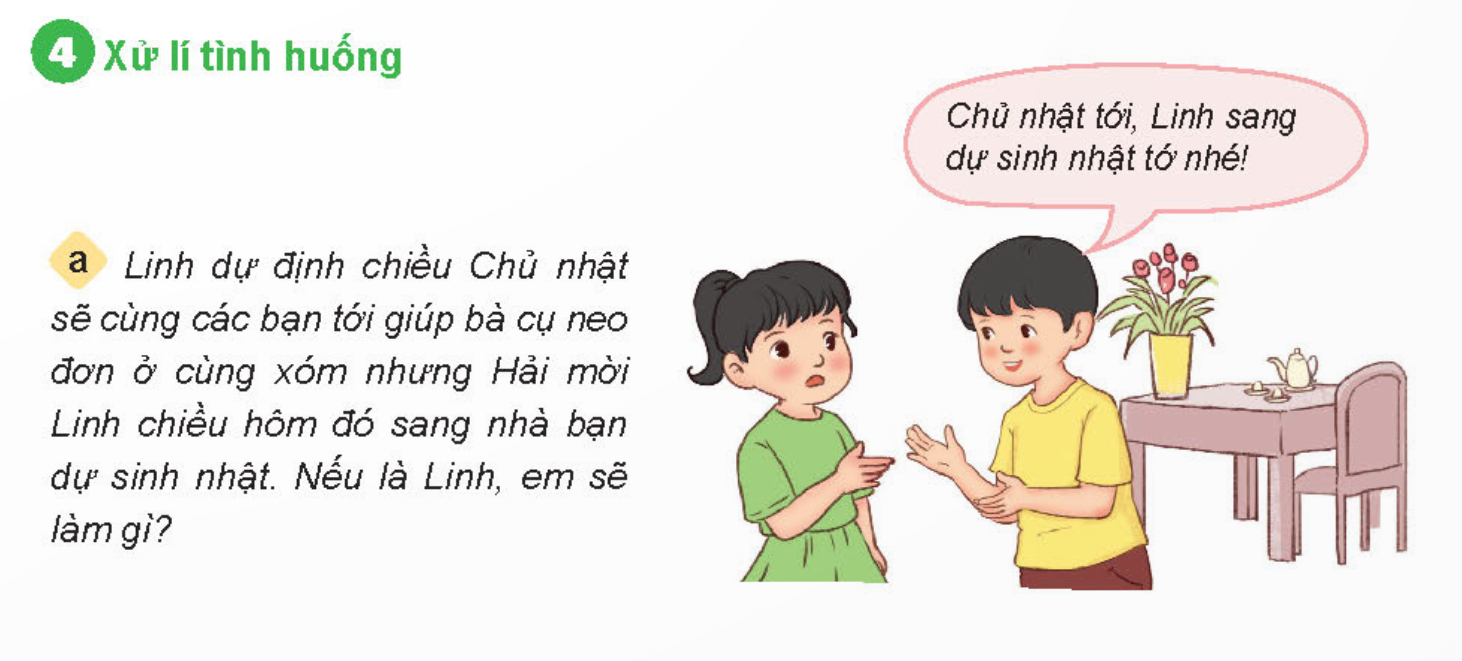 4 Xử lí tình huống
Chủ nhật tới, Linh sang
dự sinh nhật tớ nhé!
a Linh dự định chiều Chủ nhật
sẽ cùng các bạn tới giúp bà cụ neo
đơn ở cùng xóm nhưng Hải mời
Linh chiều hôm đó sang nhà bạn
dự sinh nhật. Nếu là Linh, em sẽ
làm gì?